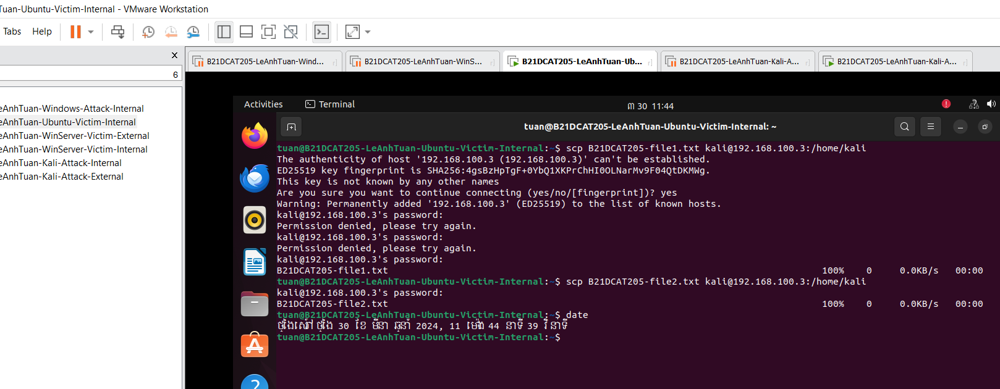 Tuan-Ubuntu-Victim-Internal - VMware Workstation
Tabs Help
B21DCAT205-LeAnhTuan-Wind... B21DCAT205-LeAnhTuan-WinS... B21DCAT205-LeAnhTuan-Ub... B21DCAT205-LeAnhTuan-Kali-A... B21DCAT205-LeAnhTuan-Kali-A...
6
eAnhTuan-Windows-Attack-Internal
eAnhTuan-Ubuntu-Victim-Internal
eAnhTuan-WinServer-Victim-External
eAnhTuan-WinServer-Victim-Internal
eAnhTuan-Kali-Attack-Internal
eAnhTuan-Kali-Attack-External
Activities Terminal 30 11:44
tuan@B21DCAT205-LeAnhTuan-Ubuntu-Victim-Internal: ~
tuan@B21DCAT205-LeAnhTuan-Ubuntu-Victim-Internal:~$ scp B21DCAT205-file1.txt kali@192.168.100.3:/home/kali
The authenticity of host '192.168.100.3 (192.168.100.3)' can't be established.
ED25519 key fingerprint is SHA256:4gsBzHpTgF+0YbQ1XKPrChHI0OLNarMv9F04QtDKMWg.
This key is not known by any other names
Are you sure you want to continue connecting (yes/no/[fingerprint])? yes
Warning: Permanently added '192.168.100.3' (ED25519) to the list of known hosts.
kali@192.168.100.3's password:
Permission denied, please try again.
kali@192.168.100.3's password:
Permission denied, please try again.
kali@192.168.100.3's password:
B21DCAT205-file1.txt 100% 0 0.0KB/s 00:00
tuan@B21DCAT205-LeAnhTuan-Ubuntu-Victim-Internal:~$ scp B21DCAT205-file2.txt kali@192.168.100.3:/home/kali
kali@192.168.100.3's password:
B21DCAT205-file2.txt 100% 0 0.0KB/s 00:00
tuan@B21DCAT205-LeAnhTuan-Ubuntu-Victim-Internal:~$ date
ថ្ងៃសៅរ៍ ថ្ងៃ 30 ខែ មីនា ឆ្នាំ 2024, 11 ម៉ោង 44 នាទី 39 វិនាទី
tuan@B21DCAT205-LeAnhTuan-Ubuntu-Victim-Internal:~$